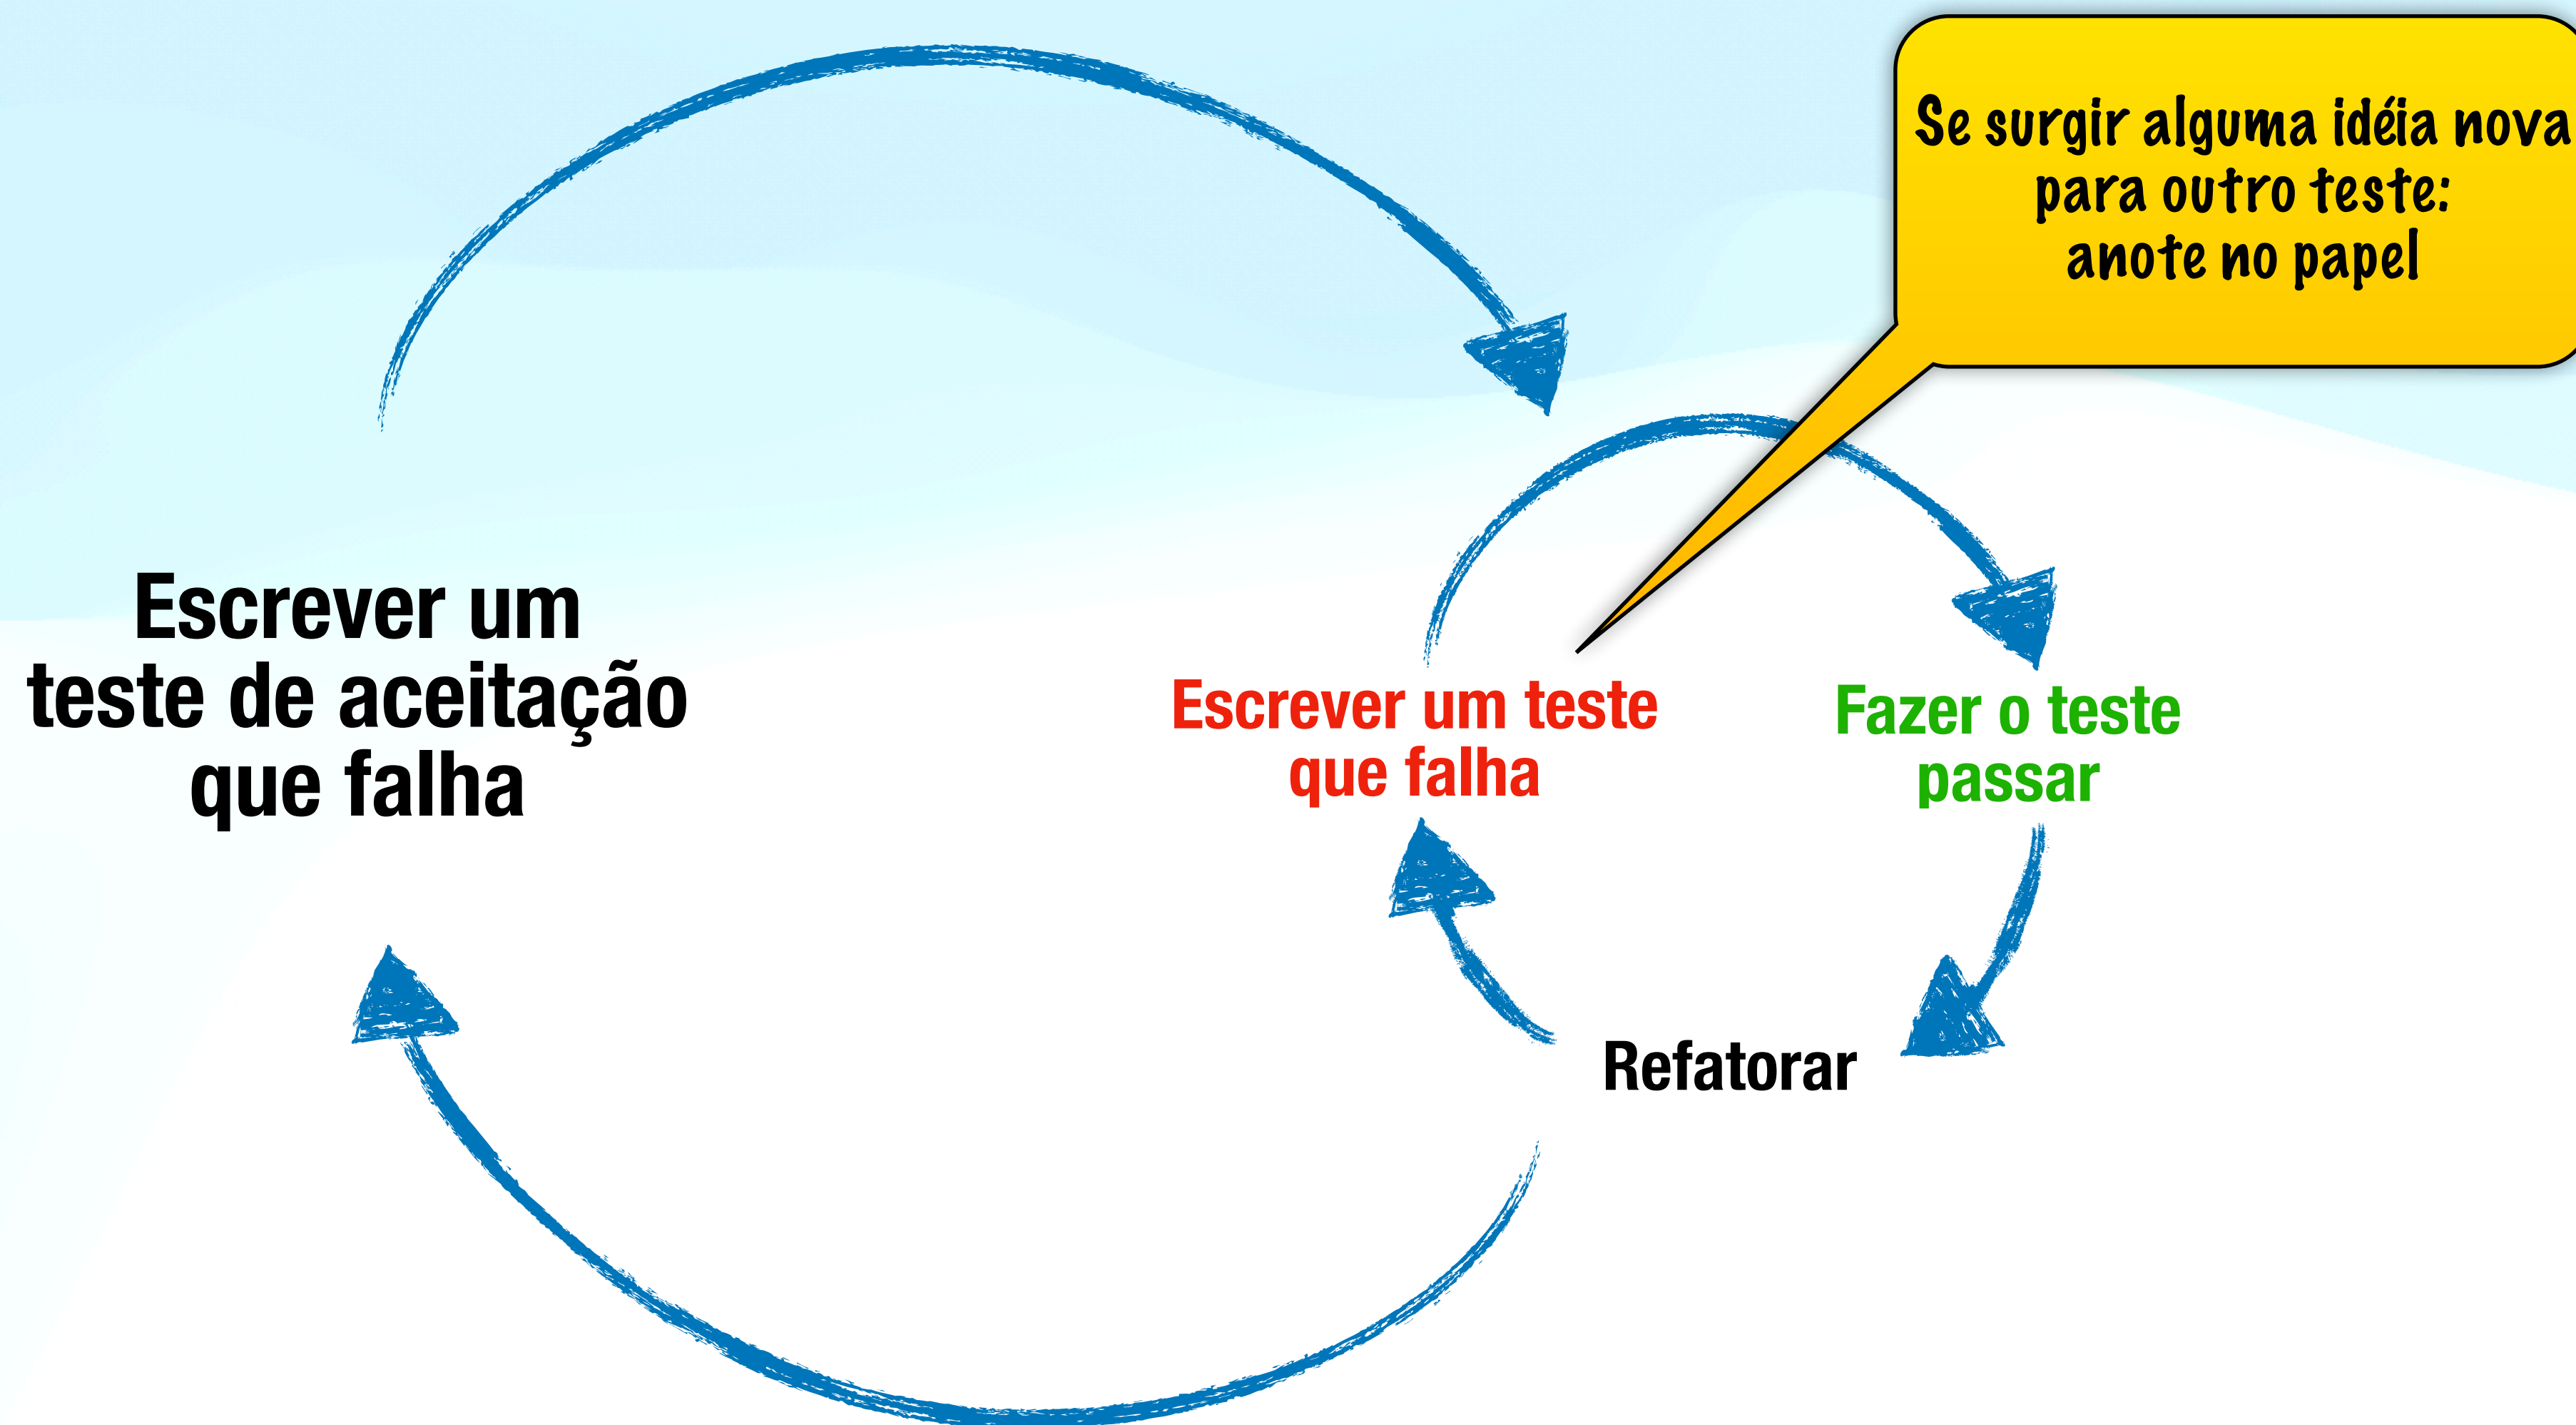 Se surgir alguma idéia nova
para outro teste:
anote no papel
Escrever um
teste de aceitação
que falha
Escrever um teste
que falha
Fazer o teste
passar
Refatorar